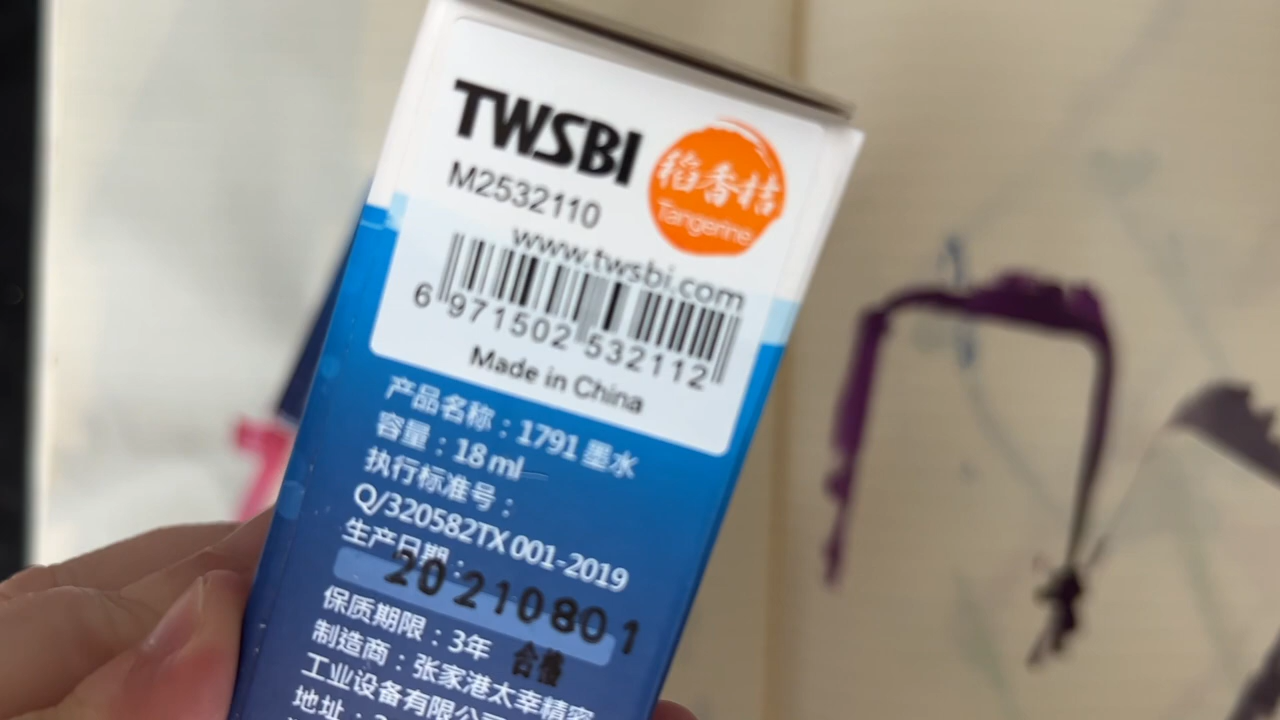 TWSBI
稻香桔
Tangerine
M2532110
www.twsbi.com
6 971502 532112
Made in China
产品名称：1791 墨水
容量：18 ml
执行标准号：
Q/320582TX 001-2019
生产日期：
20210801
合格
保质期限：3年
制造商：张家港太幸精密
工业设备有限公司
地址：